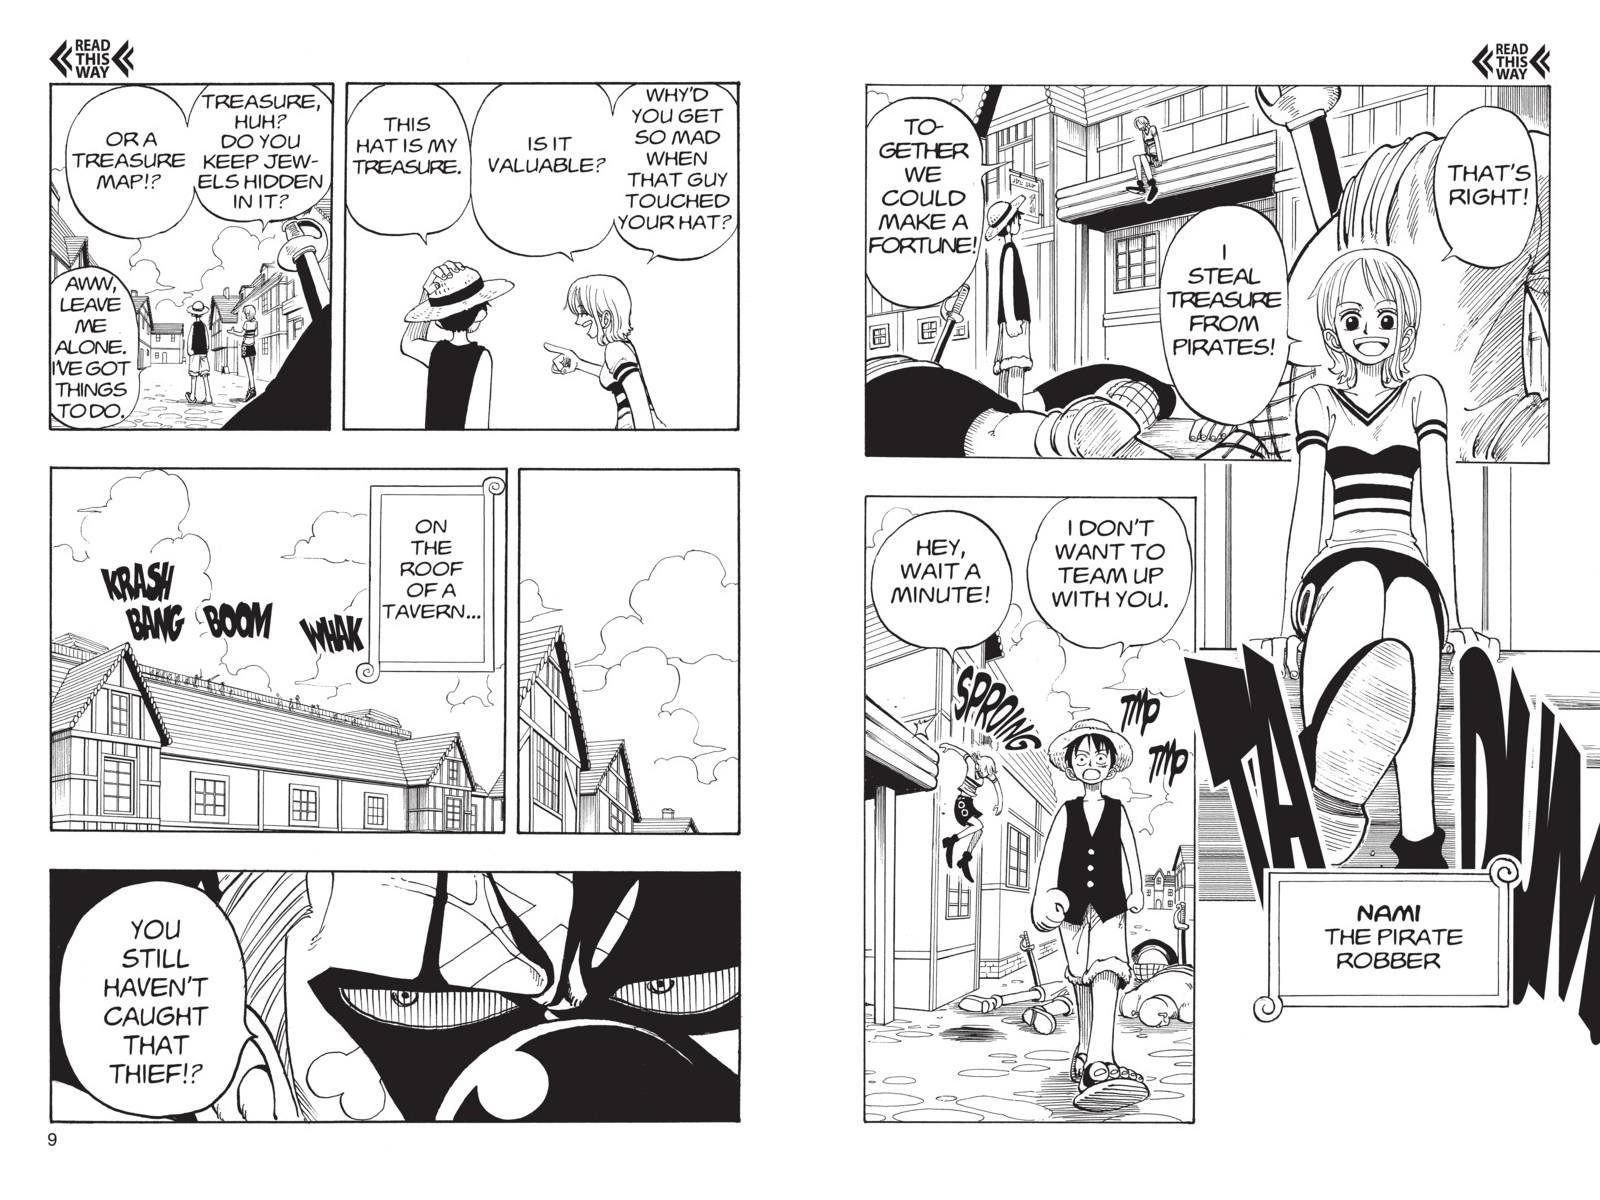 READ
THIS
WAY
THAT'S
RIGHT!
I
STEAL
TREASURE
FROM
PIRATES!
TO-
GETHER
WE
COULD
MAKE A
FORTUNE!
TA DUM
NAMI
THE PIRATE
ROBBER
I DON'T
WANT TO
TEAM UP
WITH YOU.
HEY,
WAIT A
MINUTE!
SPROING
TMP
TMP
READ
THIS
WAY
WHY'D
YOU GET
SO MAD
WHEN
THAT GUY
TOUCHED
YOUR HAT?
IS IT
VALUABLE?
THIS
HAT IS MY
TREASURE.
TREASURE,
HUH?
DO YOU
KEEP JEW-
ELS HIDDEN
IN IT?
OR A
TREASURE
MAP!?
AWW,
LEAVE
ME
ALONE.
I'VE GOT
THINGS
TO DO.
ON
THE
ROOF
OF A
TAVERN...
KRASH
BANG
BOOM
WHAK
YOU
STILL
HAVEN'T
CAUGHT
THAT
THIEF!?
9